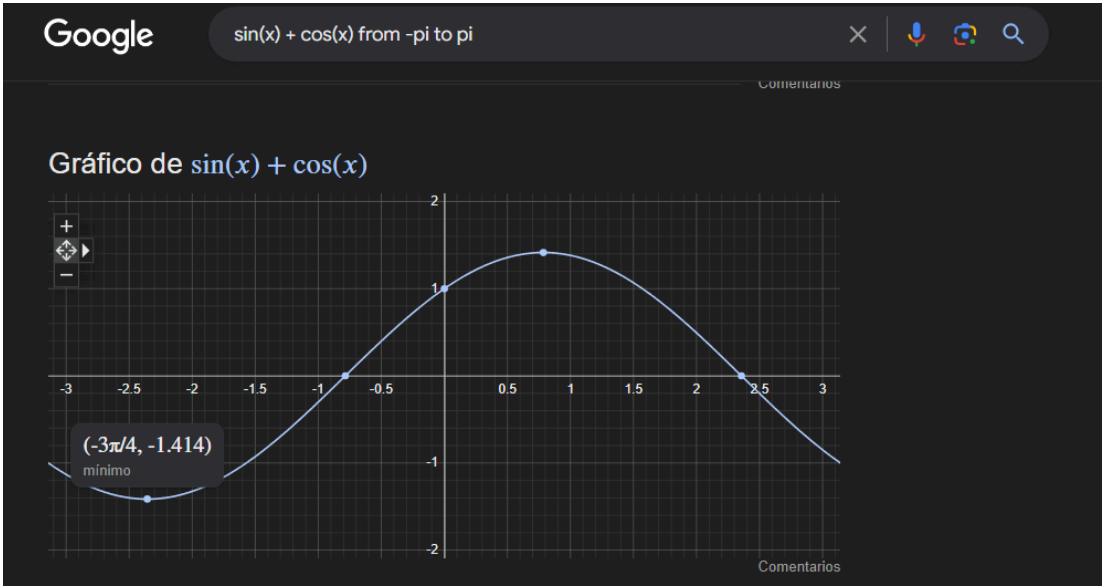 Google
sin(x) + cos(x) from -pi to pi
Comentarios
Gráfico de sin(x) + cos(x)
2
1
-3 -2.5 -2 -1.5 -1 -0.5 0.5 1 1.5 2 2.5 3
(-3π/4, -1.414)
mínimo
-1
-2
Comentarios